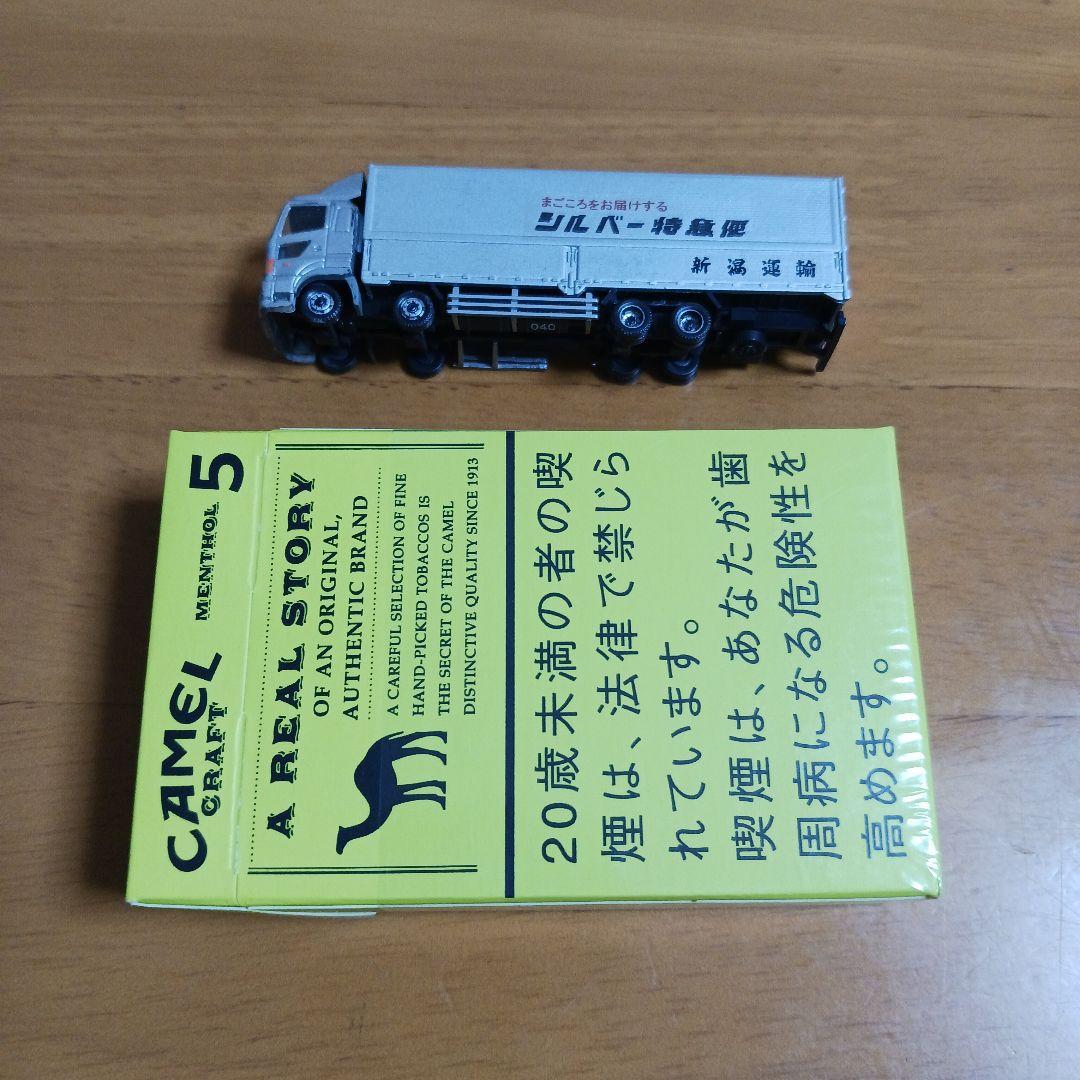 まごころをお届けする
シルバー特急便
新潟運輸
040
CAMEL
CRAFT
MENTHOL 5
A REAL STORY
OF AN ORIGINAL,
AUTHENTIC BRAND
A CAREFUL SELECTION OF FINE
HAND-PICKED TOBACCOS IS
THE SECRET OF THE CAMEL
DISTINCTIVE QUALITY SINCE 1913
20歳未満の者の喫
煙は、法律で禁じら
れています。
喫煙は、あなたが歯
周病になる危険性を
高めます。